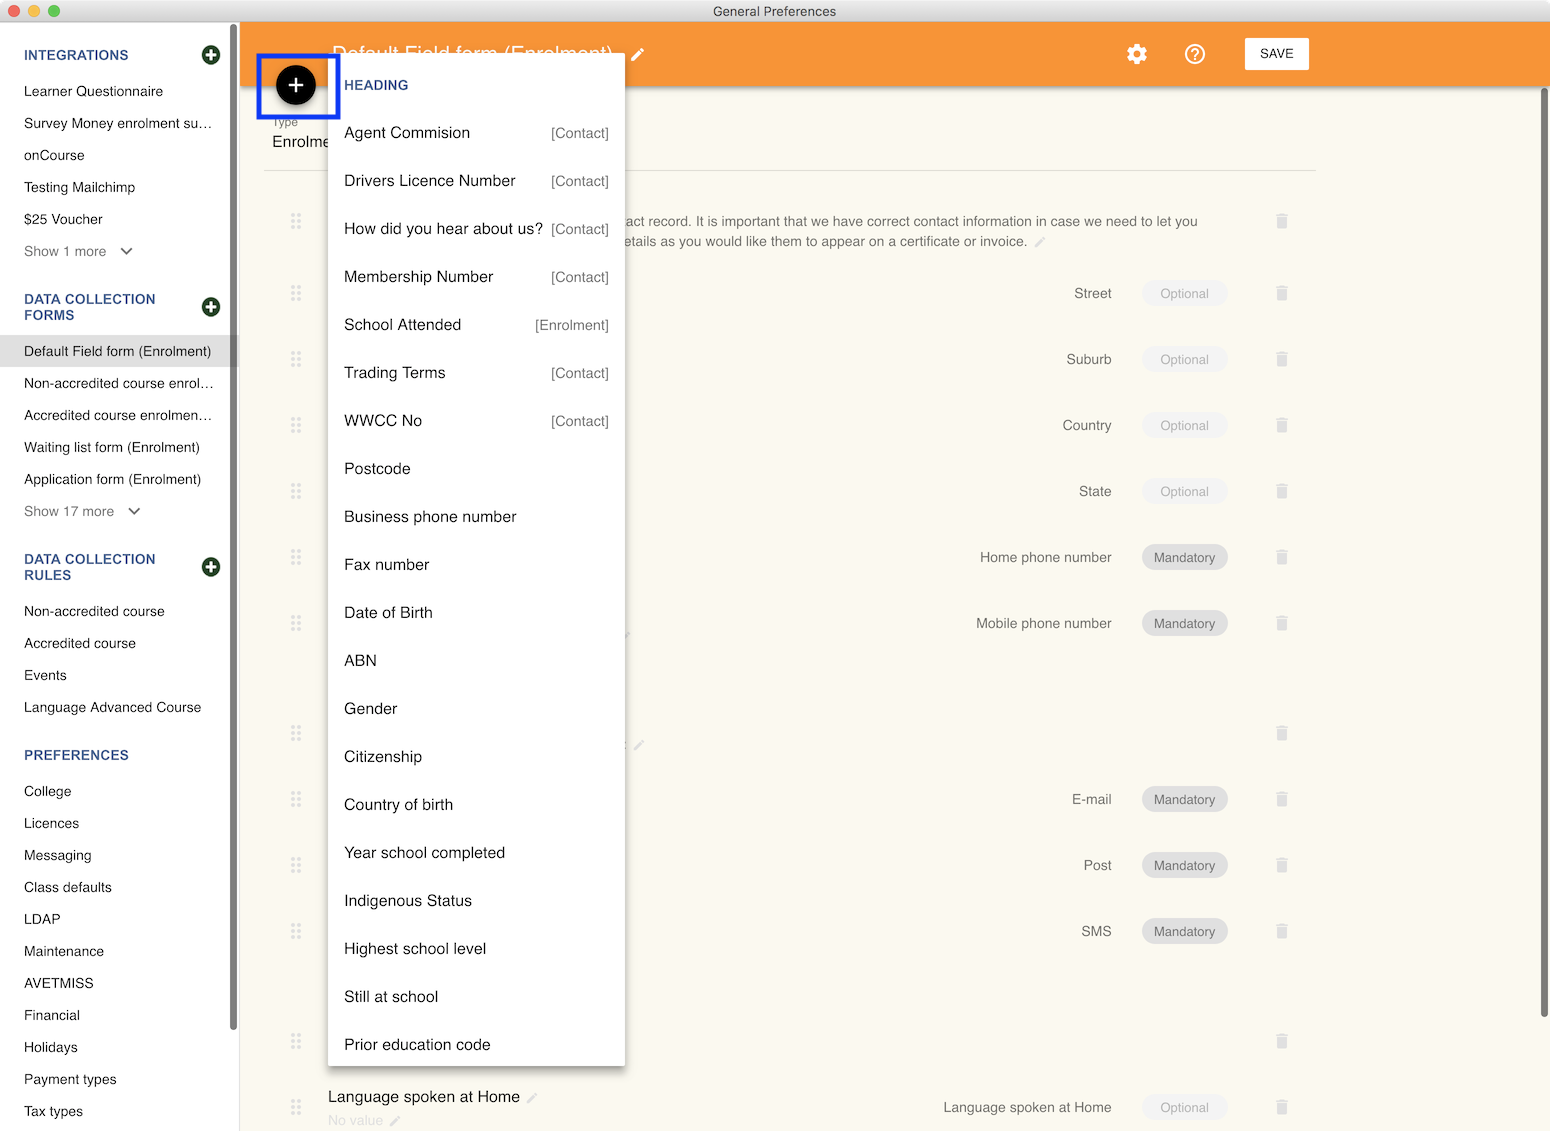 General Preferences
INTEGRATIONS
Learner Questionnaire
Survey Money enrolment su...
onCourse
Testing Mailchimp
$25 Voucher
Show 1 more
DATA COLLECTION
FORMS
Default Field form (Enrolment)
Non-accredited course enrol...
Accredited course enrolmen...
Waiting list form (Enrolment)
Application form (Enrolment)
Show 17 more
DATA COLLECTION
RULES
Non-accredited course
Accredited course
Events
Language Advanced Course
PREFERENCES
College
Licences
Messaging
Class defaults
LDAP
Maintenance
AVETMISS
Financial
Holidays
Payment types
Tax types
Default Field form (Enrolment)
SAVE
Type
Enrolme
HEADING
Agent Commision [Contact]
Drivers Licence Number [Contact]
How did you hear about us? [Contact]
Membership Number [Contact]
School Attended [Enrolment]
Trading Terms [Contact]
WWCC No [Contact]
Postcode
Business phone number
Fax number
Date of Birth
ABN
Gender
Citizenship
Country of birth
Year school completed
Indigenous Status
Highest school level
Still at school
Prior education code
act record. It is important that we have correct contact information in case we need to let you
etails as you would like them to appear on a certificate or invoice.
Street Optional
Suburb Optional
Country Optional
State Optional
Home phone number Mandatory
Mobile phone number Mandatory
E-mail Mandatory
Post Mandatory
SMS Mandatory
Language spoken at Home
No value
Language spoken at Home Optional